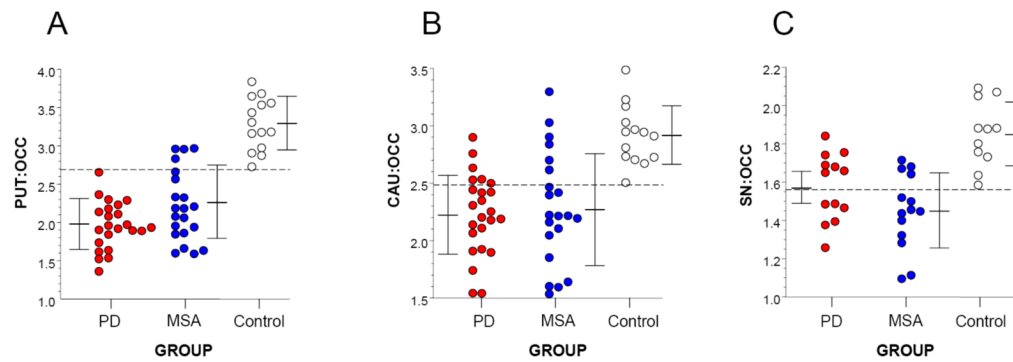 A
PUT:OCC
4.0
3.5
3.0
2.5
2.0
1.5
1.0
PD
MSA
Control
GROUP
B
CAU:OCC
3.5
3.0
2.5
2.0
1.5
PD
MSA
Control
GROUP
C
SN:OCC
2.2
2.0
1.8
1.6
1.4
1.2
1.0
PD
MSA
Control
GROUP